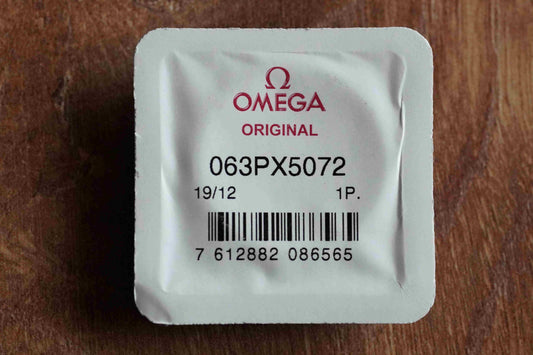 Ω
OMEGA
ORIGINAL
063PX5072
19/12 1P.
7 612882 086565